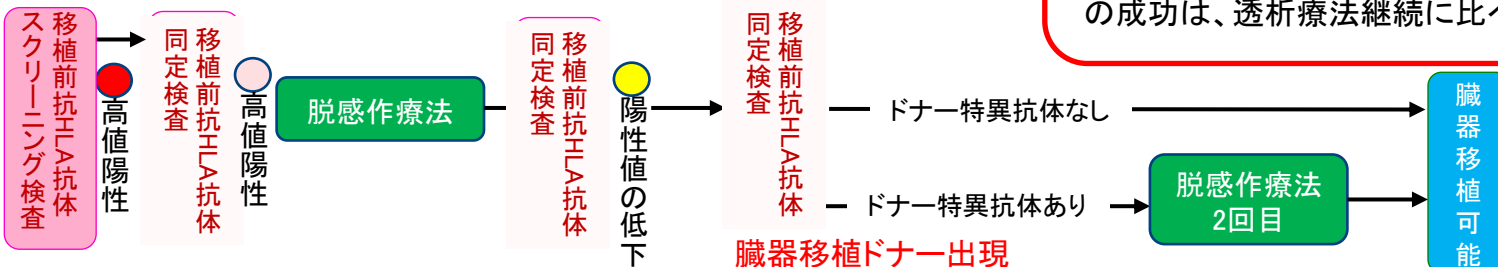 の成功は、透析療法継続に比べ
移植前抗HLA抗体
スクリーニング検査
高値陽性
移植前抗HLA抗体
同定検査
高値陽性
脱感作療法
移植前抗HLA抗体
同定検査
陽性値の低下
移植前抗HLA抗体
同定検査
臓器移植ドナー出現
ドナー特異抗体なし
ドナー特異抗体あり
脱感作療法
2回目
臓器移植可能